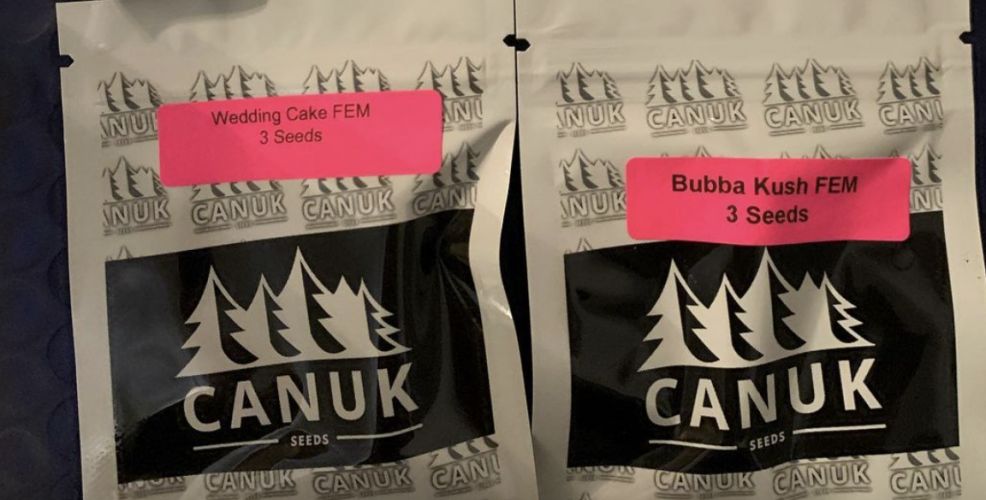 Wedding Cake FEM
3 Seeds
CANUK
SEEDS
Bubba Kush FEM
3 Seeds
CANUK
SEEDS